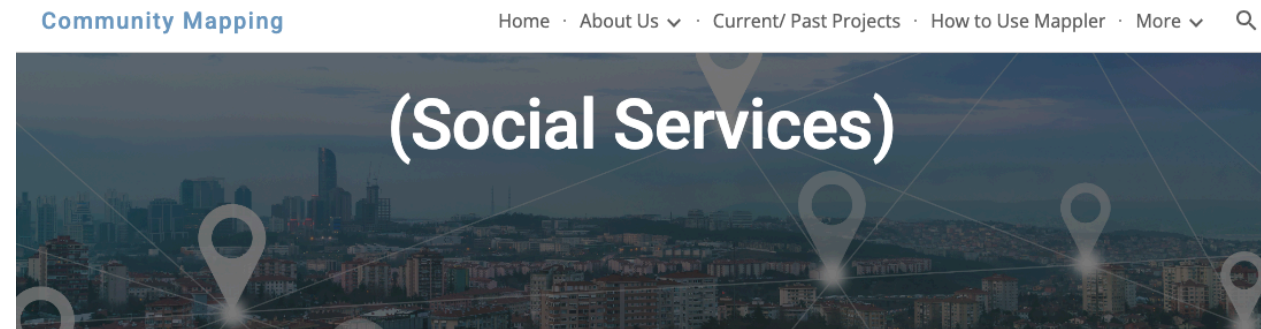 Community Mapping
Home · About Us · Current/ Past Projects · How to Use Mappler · More
(Social Services)